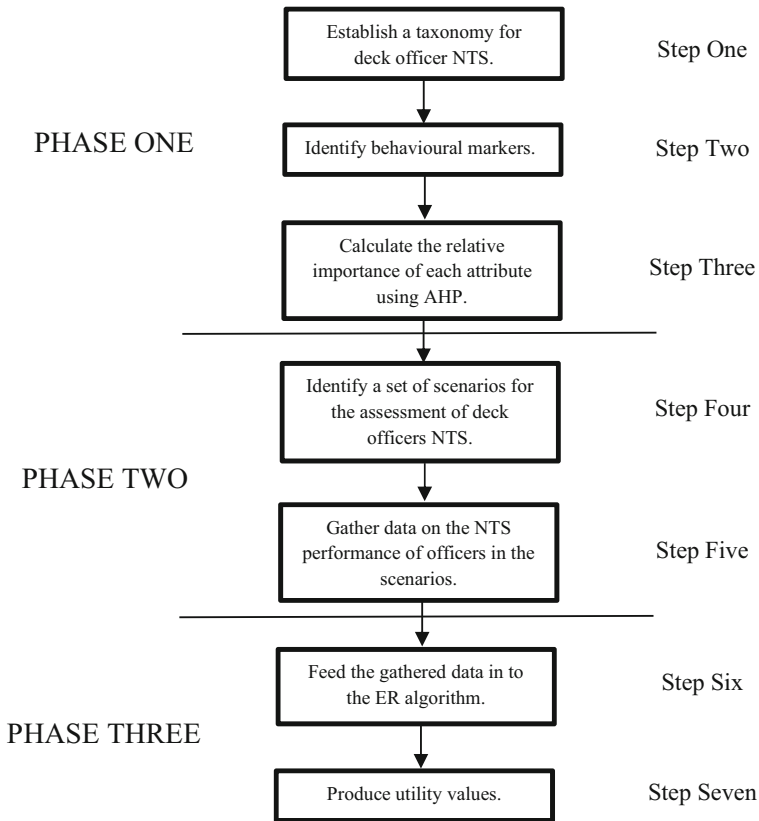 Establish a taxonomy for
deck officer NTS.
Step One
PHASE ONE
Identify behavioural markers.
Step Two
Calculate the relative
importance of each attribute
using AHP.
Step Three
Identify a set of scenarios for
the assessment of deck
officers NTS.
Step Four
PHASE TWO
Gather data on the NTS
performance of officers in the
scenarios.
Step Five
Feed the gathered data in to
the ER algorithm.
Step Six
PHASE THREE
Produce utility values.
Step Seven